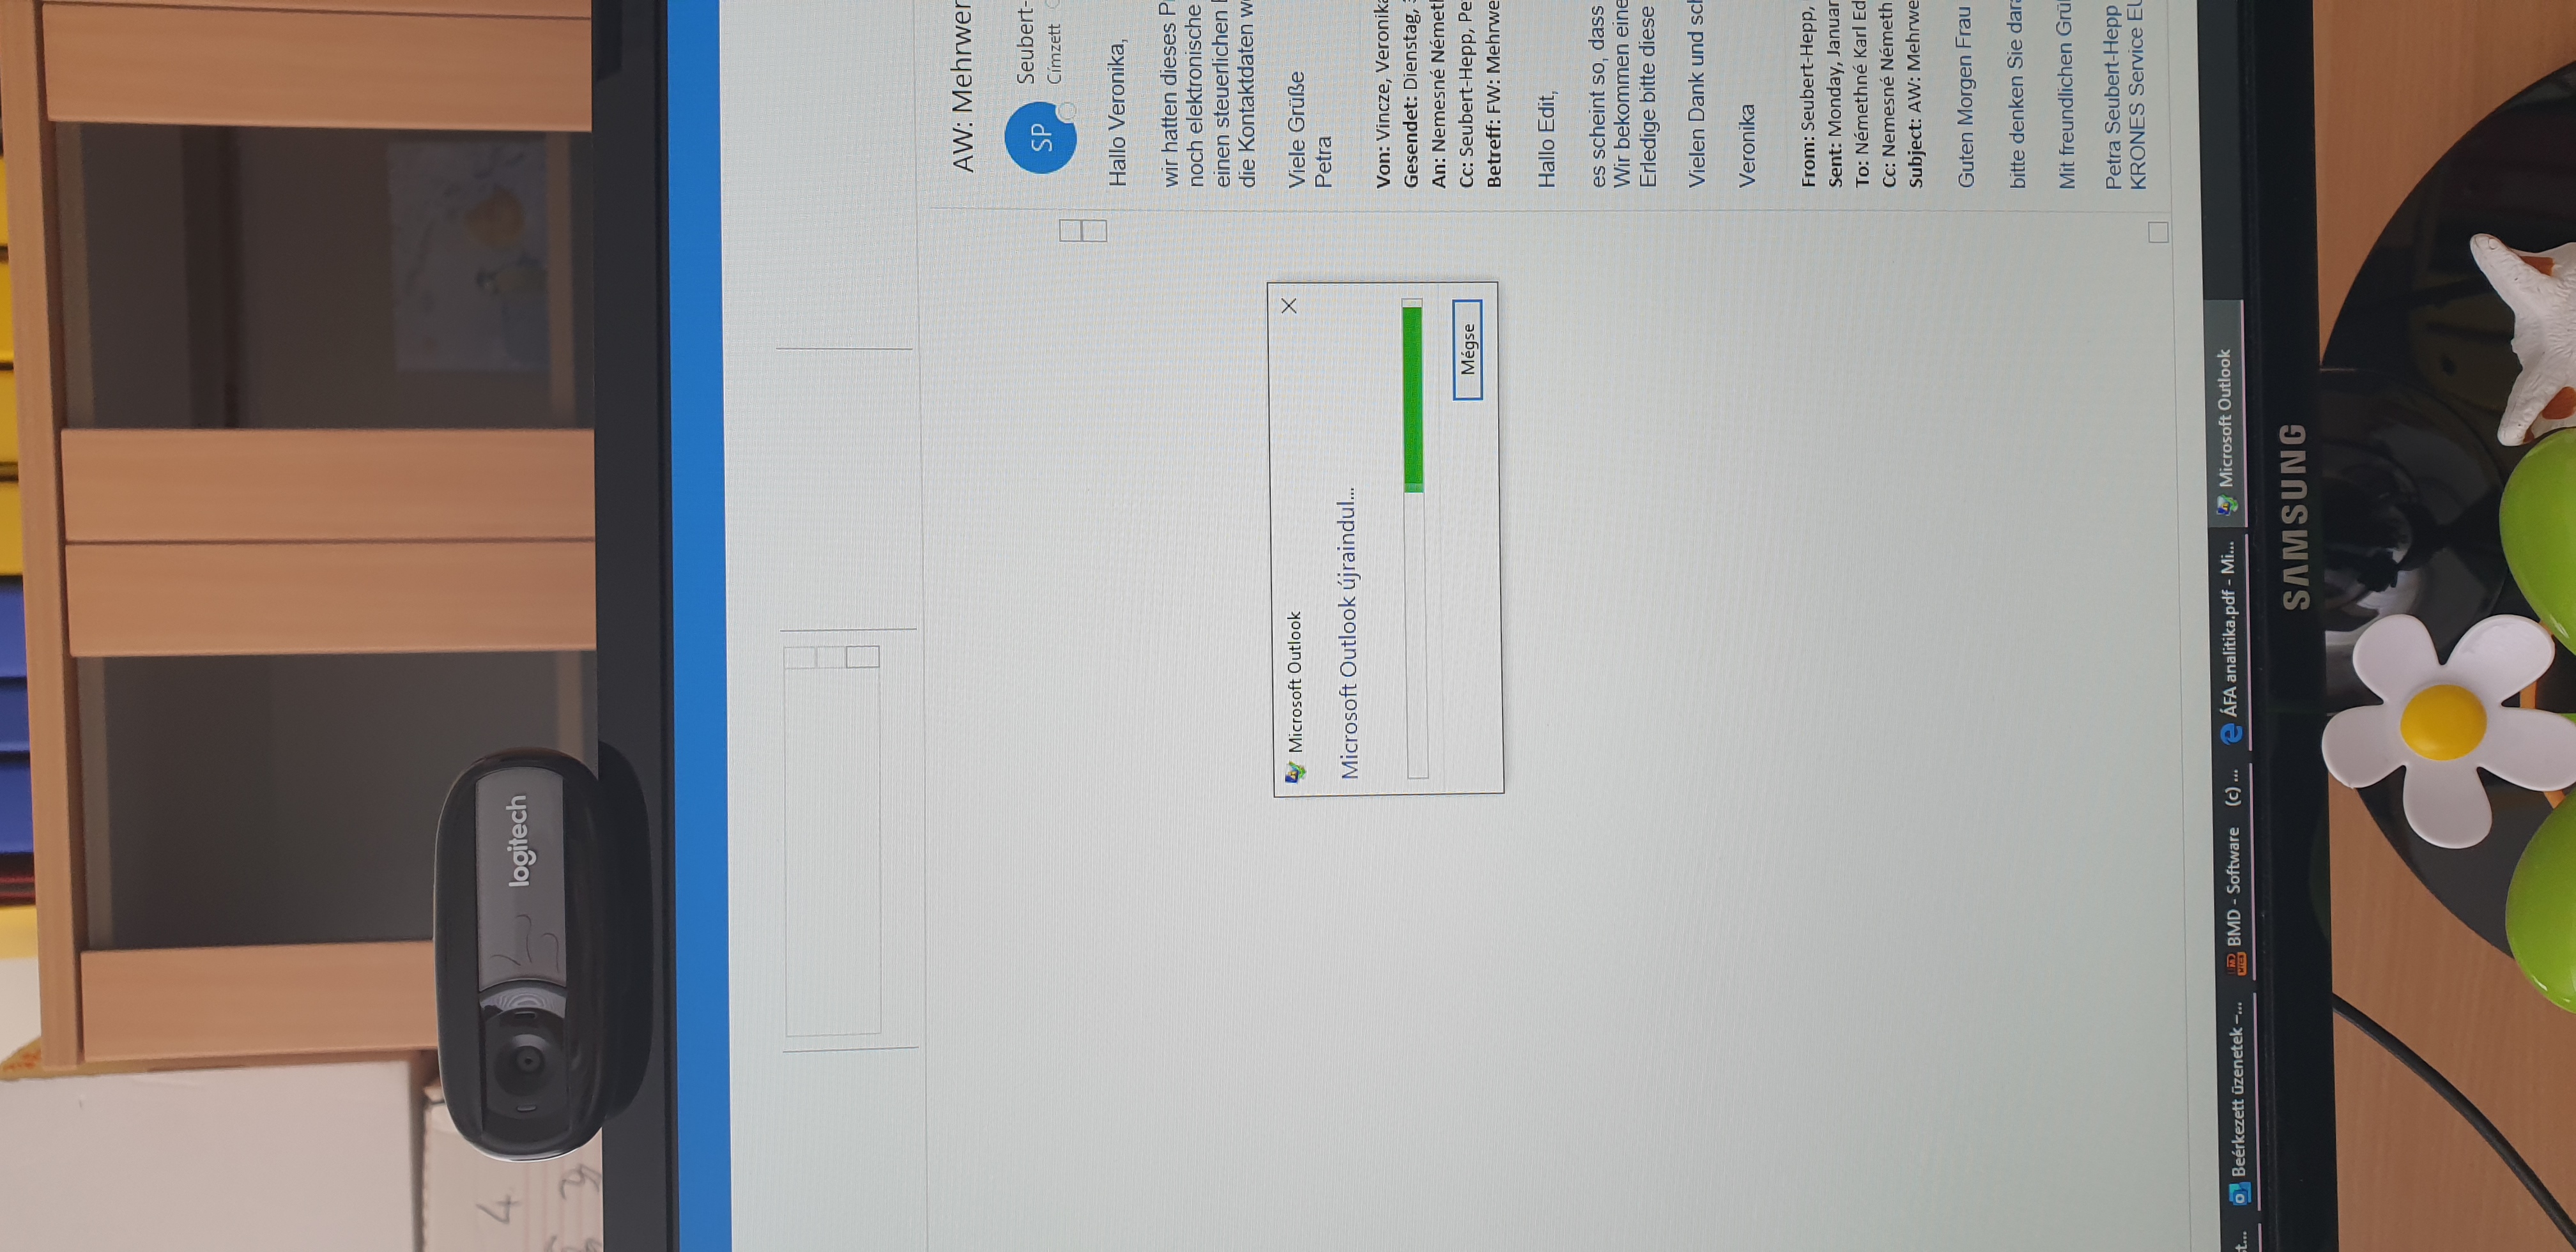 4
logitech
AW: Mehrwer
SP
Seubert-
Címzett
Hallo Veronika,
wir hatten dieses P
noch elektronische
einen steuerlichen
die Kontaktdaten w
Viele Grüße
Petra
Microsoft Outlook
Microsoft Outlook újraindul...
Mégse
Von: Vincze, Veronika
Gesendet: Dienstag,
An: Nemesné Németh
Cc: Seubert-Hepp, Pe
Betreff: FW: Mehrwe
Hallo Edit,
es scheint so, dass
Wir bekommen eine
Erledige bitte diese
Vielen Dank und sch
Veronika
From: Seubert-Hepp,
Sent: Monday, Januar
To: Némethné Karl Ed
Cc: Nemesné Németh
Subject: AW: Mehrwe
Guten Morgen Frau
bitte denken Sie dara
Mit freundlichen Grü
Petra Seubert-Hepp
KRONES Service EU
t... Beérkezett üzenetek –... BMD - Software (c) ... ÁFA analitika.pdf - Mi... Microsoft Outlook
SAMSUNG